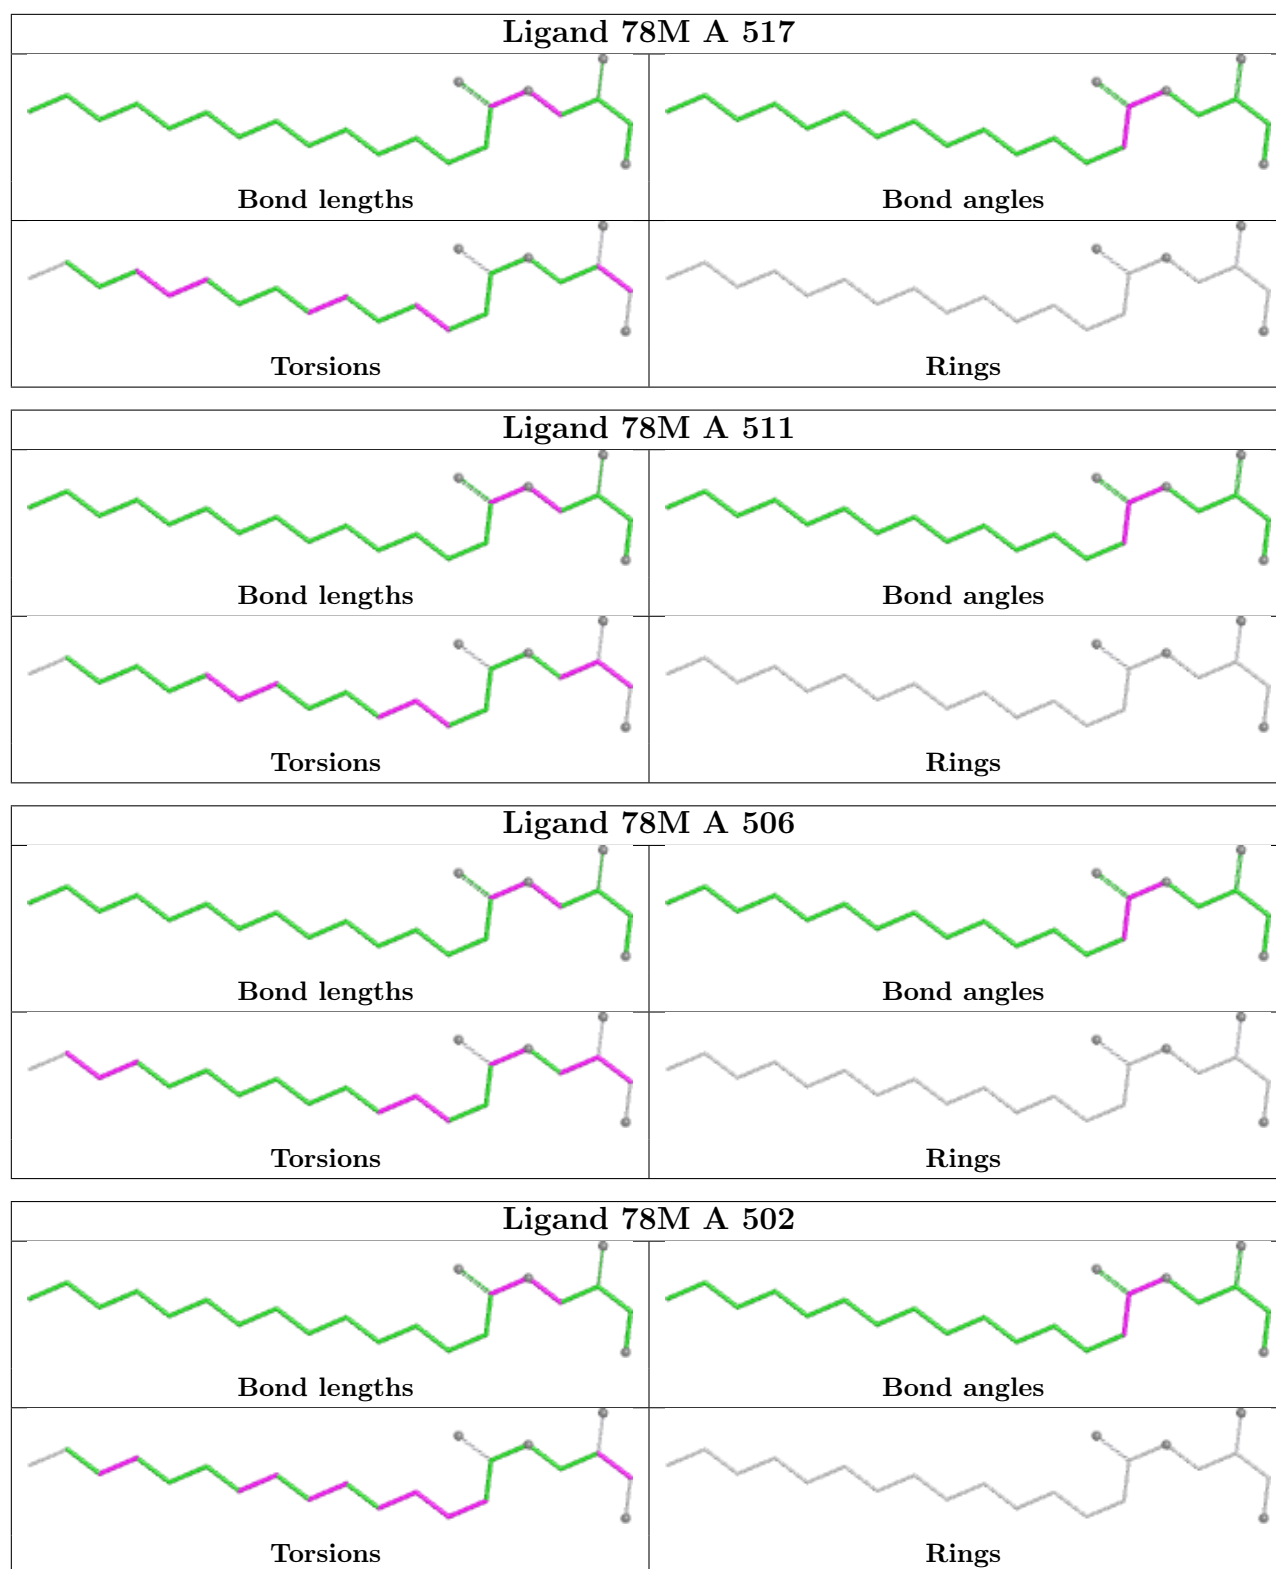 Ligand 78M A 517
Bond lengths Bond angles
Torsions Rings
Ligand 78M A 511
Bond lengths Bond angles
Torsions Rings
Ligand 78M A 506
Bond lengths Bond angles
Torsions Rings
Ligand 78M A 502
Bond lengths Bond angles
Torsions Rings